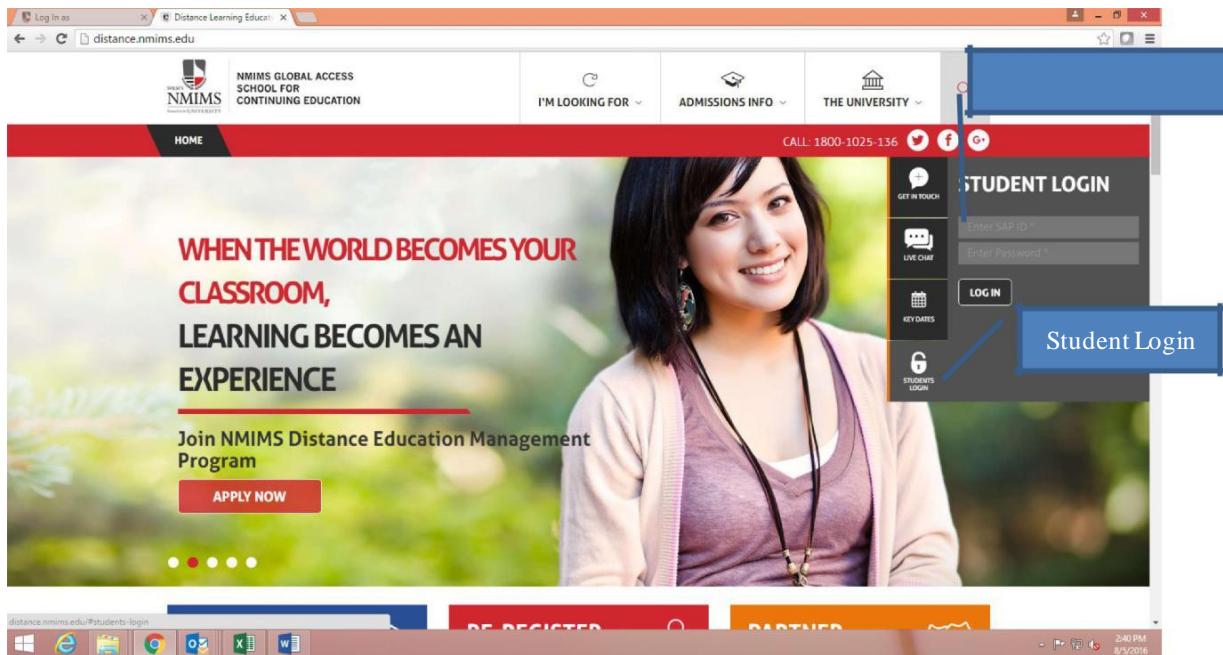 Log In as
Distance Learning Educati
distance.nmims.edu
NMIMS
NMIMS GLOBAL ACCESS
SCHOOL FOR
CONTINUING EDUCATION
I'M LOOKING FOR
ADMISSIONS INFO
THE UNIVERSITY
HOME
CALL: 1800-1025-136
GET IN TOUCH
LIVE CHAT
KEY DATES
STUDENTS
LOGIN
STUDENT LOGIN
Enter SAP ID *
Enter Password *
LOG IN
Student Login
WHEN THE WORLD BECOMES YOUR
CLASSROOM,
LEARNING BECOMES AN
EXPERIENCE
Join NMIMS Distance Education Management
Program
APPLY NOW
RE-REGISTER
PARTNER
distance.nmims.edu/#students-login
2:40 PM
8/5/2016